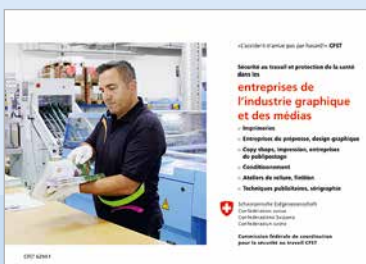 «L'accident n'arrive pas par hasard!» CFST
Sécurité au travail et protection de la santé
dans les
entreprises de
l'industrie graphique
et des médias
– Imprimeries
– Entreprises du prépresse, design graphique
– Copy shops, impression, entreprises
de publipostage
– Conditionnement
– Ateliers de reliure, finition
– Techniques publicitaires, sérigraphie
Schweizerische Eidgenossenschaft
Confédération suisse
Confederazione Svizzera
Confederaziun svizra
Commission fédérale de coordination
pour la sécurité au travail CFST
CFST 6294.f